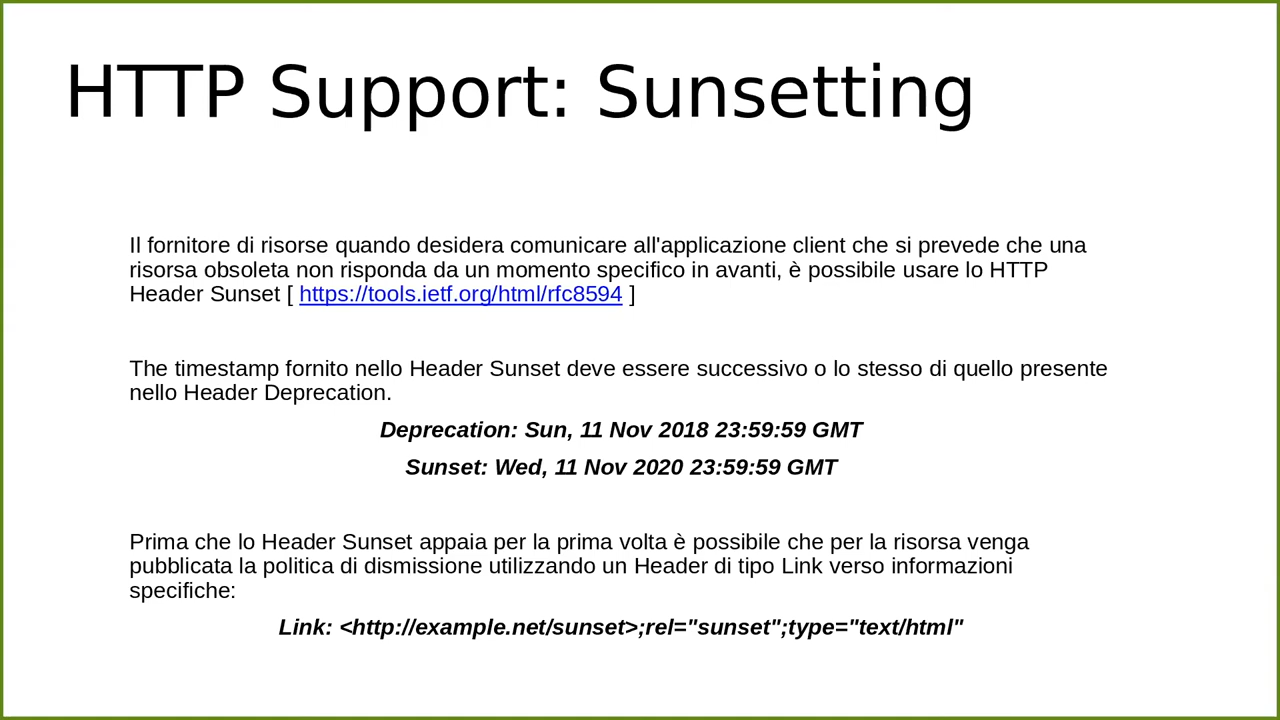 HTTP Support: Sunsetting
Il fornitore di risorse quando desidera comunicare all'applicazione client che si prevede che una
risorsa obsoleta non risponda da un momento specifico in avanti, è possibile usare lo HTTP
Header Sunset [ https://tools.ietf.org/html/rfc8594 ]
The timestamp fornito nello Header Sunset deve essere successivo o lo stesso di quello presente
nello Header Deprecation.
Deprecation: Sun, 11 Nov 2018 23:59:59 GMT
Sunset: Wed, 11 Nov 2020 23:59:59 GMT
Prima che lo Header Sunset appaia per la prima volta è possibile che per la risorsa venga
pubblicata la politica di dismissione utilizzando un Header di tipo Link verso informazioni
specifiche:
Link: <http://example.net/sunset>;rel="sunset";type="text/html"